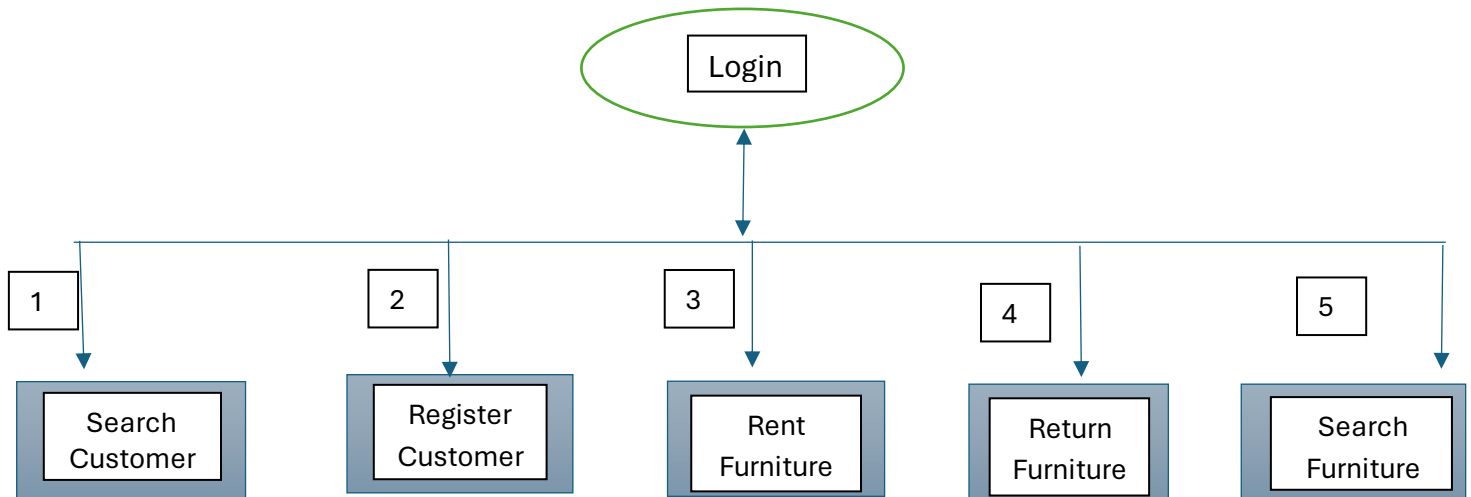 Login
1
2
3
4
5
Search
Customer
Register
Customer
Rent
Furniture
Return
Furniture
Search
Furniture